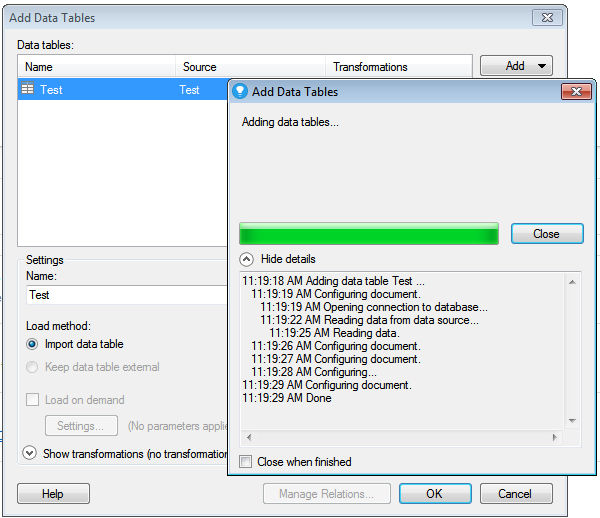 Add Data Tables
Data tables:
Name Source Transformations
Add
Test Test
Add Data Tables
Adding data tables...
Close
Hide details
11:19:18 AM Adding data table Test ...
11:19:19 AM Configuring document.
11:19:19 AM Opening connection to database...
11:19:22 AM Reading data from data source...
11:19:25 AM Reading data.
11:19:26 AM Configuring document.
11:19:27 AM Configuring document.
11:19:28 AM Configuring...
11:19:29 AM Configuring document.
11:19:29 AM Done
Close when finished
Settings
Name:
Test
Load method:
Import data table
Keep data table external
Load on demand
Settings... (No parameters applie
Show transformations (no transformation
Help
Manage Relations...
OK
Cancel